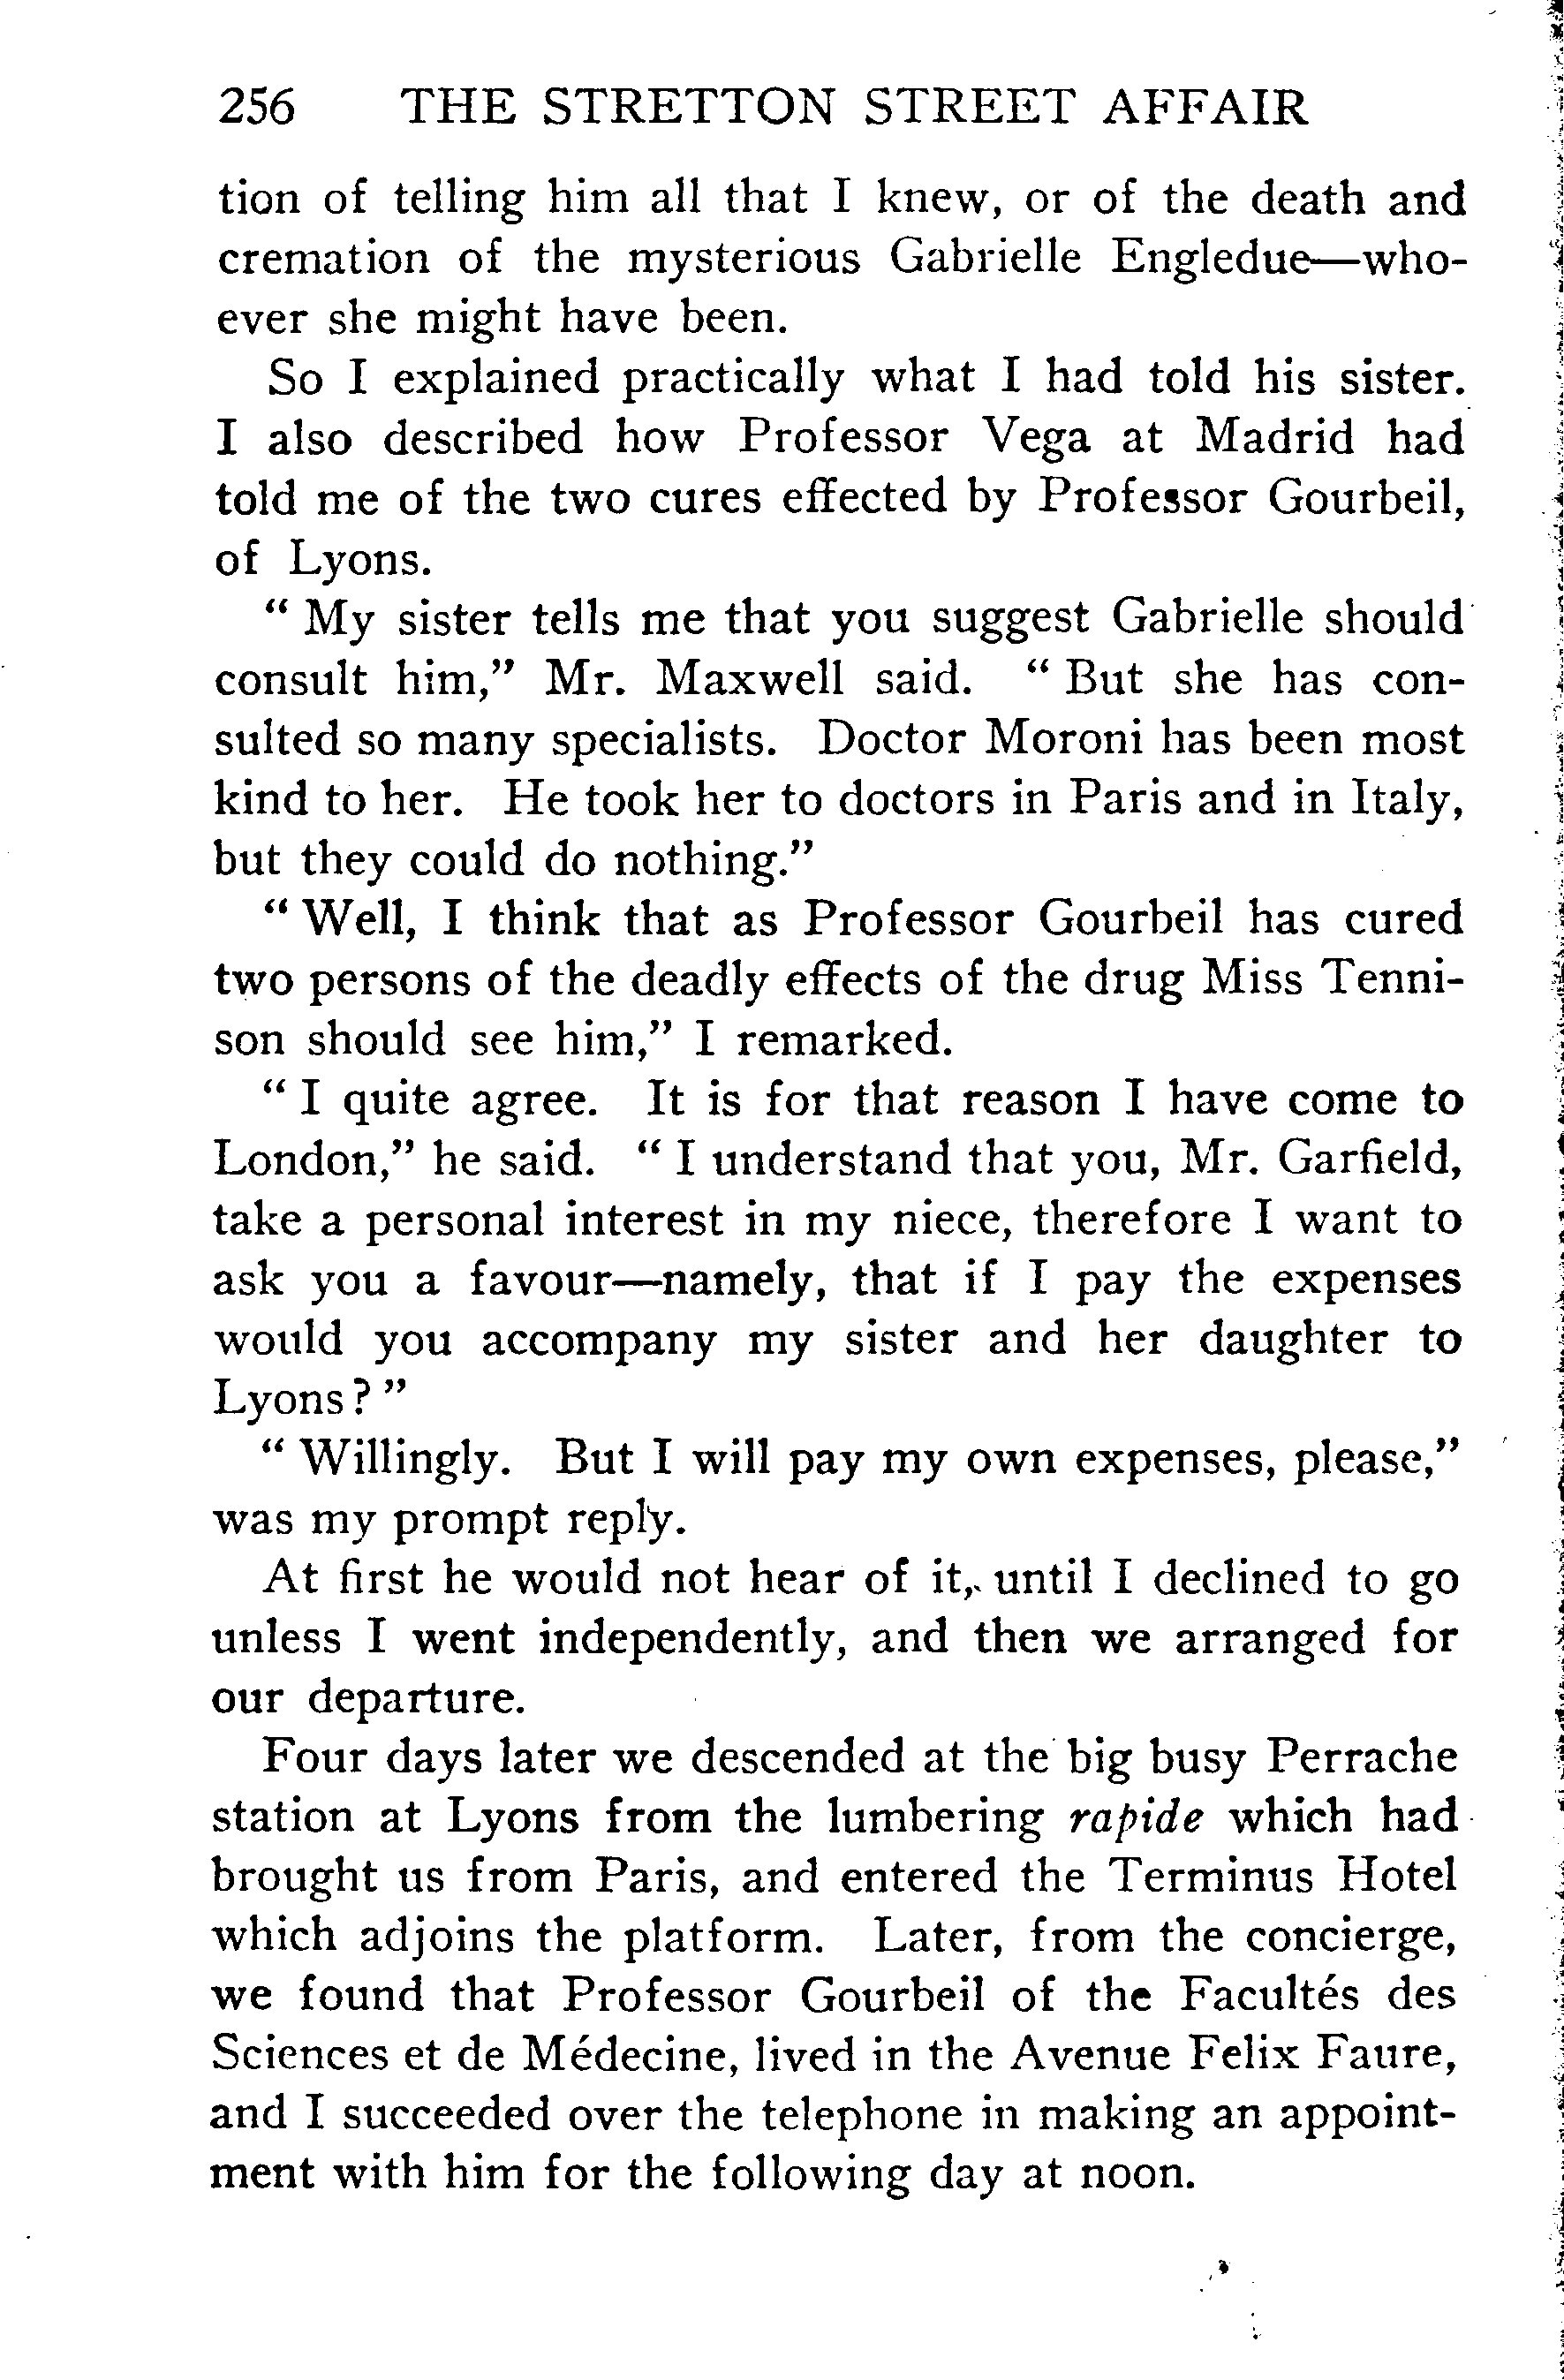 256 THE STRETTON STREET AFFAIR
tion of telling him all that I knew, or of the death and
cremation of the mysterious Gabrielle Engledue—who-
ever she might have been.
So I explained practically what I had told his sister.
I also described how Professor Vega at Madrid had
told me of the two cures effected by Professor Gourbeil,
of Lyons.
“ My sister tells me that you suggest Gabrielle should
consult him,” Mr. Maxwell said. “ But she has con-
sulted so many specialists. Doctor Moroni has been most
kind to her. He took her to doctors in Paris and in Italy,
but they could do nothing.”
“ Well, I think that as Professor Gourbeil has cured
two persons of the deadly effects of the drug Miss Tenni-
son should see him,” I remarked.
“ I quite agree. It is for that reason I have come to
London,” he said. “ I understand that you, Mr. Garfield,
take a personal interest in my niece, therefore I want to
ask you a favour—namely, that if I pay the expenses
would you accompany my sister and her daughter to
Lyons ? ”
“ Willingly. But I will pay my own expenses, please,”
was my prompt reply.
At first he would not hear of it, until I declined to go
unless I went independently, and then we arranged for
our departure.
Four days later we descended at the big busy Perrache
station at Lyons from the lumbering rapide which had
brought us from Paris, and entered the Terminus Hotel
which adjoins the platform. Later, from the concierge,
we found that Professor Gourbeil of the Facultés des
Sciences et de Médecine, lived in the Avenue Felix Faure,
and I succeeded over the telephone in making an appoint-
ment with him for the following day at noon.